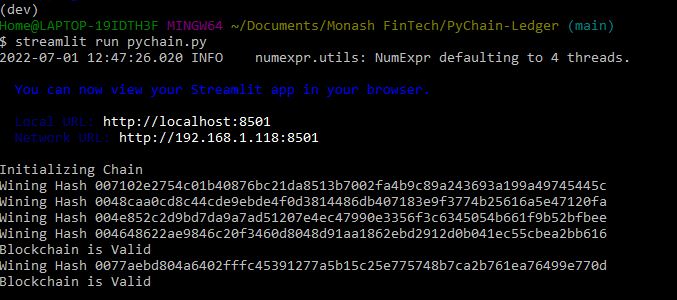 (dev)
Home@LAPTOP-19IDTH3F MINGW64 ~/Documents/Monash FinTech/PyChain-Ledger (main)
$ streamlit run pychain.py
2022-07-01 12:47:26.020 INFO    numexpr.utils: NumExpr defaulting to 4 threads.
You can now view your Streamlit app in your browser.
Local URL: http://localhost:8501
Network URL: http://192.168.1.118:8501
Initializing Chain
Wining Hash 007102e2754c01b40876bc21da8513b7002fa4b9c89a243693a199a49745445c
Wining Hash 0048caa0cd8c44cde9ebde4f0d3814486db407183e9f3774b25616a5e47120fa
Wining Hash 004e852c2d9bd7da9a7ad51207e4ec47990e3356f3c6345054b661f9b52bfbee
Wining Hash 004648622ae9846c20f3460d8048d91aa1862ebd2912d0b041ec55cbea2bb616
Blockchain is Valid
Wining Hash 0077aebd804a6402fffc45391277a5b15c25e775748b7ca2b761ea76499e770d
Blockchain is Valid